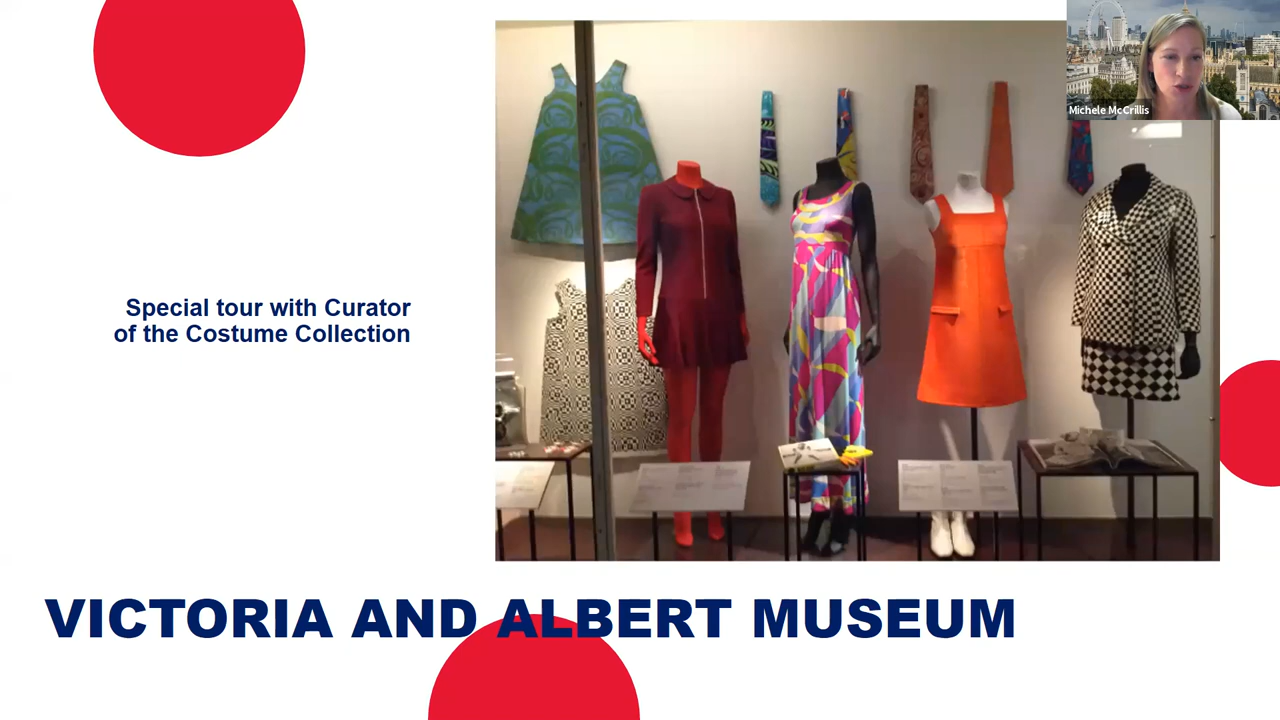 Michele McCrillis
Special tour with Curator
of the Costume Collection
VICTORIA AND ALBERT MUSEUM